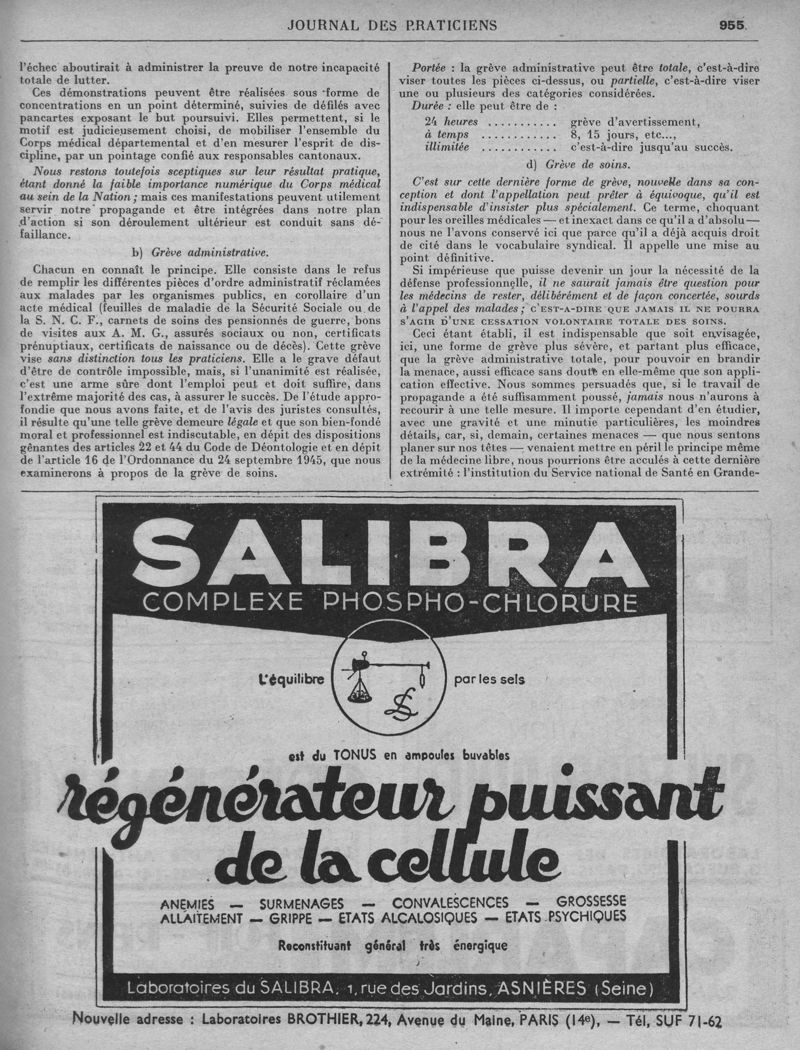 JOURNAL DES PRATICIENS
955
l'échec aboutirait à administrer la preuve de notre incapacité
totale de lutter.
Ces démonstrations peuvent être réalisées sous forme de
concentrations en un point déterminé, suivies de défilés avec
pancartes exposant le but poursuivi. Elles permettent, si le
motif est judicieusement choisi, de mobiliser l'ensemble du
Corps médical départemental et d'en mesurer l'esprit de dis-
cipline, par un pointage confié aux responsables cantonaux.
Nous restons toutefois sceptiques sur leur résultat pratique,
étant donné la faible importance numérique du Corps médical
au sein de la Nation ; mais ces manifestations peuvent utilement
servir notre propagande et être intégrées dans notre plan
d'action si son déroulement ultérieur est conduit sans dé-
faillance.
b) Grève administrative.
Chacun en connaît le principe. Elle consiste dans le refus
de remplir les différentes pièces d'ordre administratif réclamées
aux malades par les organismes publics, en corollaire d'un
acte médical (feuilles de maladie de la Sécurité Sociale ou de
la S. N. C. F., carnets de soins des pensionnés de guerre, bons
de visites aux A. M. G., assurés sociaux ou non, certificats
prénuptiaux, certificats de naissance ou de décès). Cette grève
vise sans distinction tous les praticiens. Elle a le grave défaut
d'être de contrôle impossible, mais, si l'unanimité est réalisée,
c'est une arme sûre dont l'emploi peut et doit suffire, dans
l'extrême majorité des cas, à assurer le succès. De l'étude appro-
fondie que nous avons faite, et de l'avis des juristes consultés,
il résulte qu'une telle grève demeure légale et que son bien-fondé
moral et professionnel est indiscutable, en dépit des dispositions
gênantes des articles 22 et 44 du Code de Déontologie et en dépit
de l'article 16 de l'Ordonnance du 24 septembre 1945, que nous
examinerons à propos de la grève de soins.
Portée : la grève administrative peut être totale, c'est-à-dire
viser toutes les pièces ci-dessus, ou partielle, c'est-à-dire viser
une ou plusieurs des catégories considérées.
Durée : elle peut être de :
24 heures ........... grève d'avertissement,
à temps ............ 8, 15 jours, etc...,
illimitée ............ c'est-à-dire jusqu'au succès.
d) Grève de soins.
C'est sur cette dernière forme de grève, nouvelle dans sa con-
ception et dont l'appellation peut prêter à équivoque, qu'il est
indispensable d'insister plus spécialement. Ce terme, choquant
pour les oreilles médicales — et inexact dans ce qu'il a d'absolu —
nous ne l'avons conservé ici que parce qu'il a déjà acquis droit
de cité dans le vocabulaire syndical. Il appelle une mise au
point définitive.
Si impérieuse que puisse devenir un jour la nécessité de la
défense professionnelle, il ne saurait jamais être question pour
les médecins de rester, délibérément et de façon concertée, sourds
à l'appel des malades ; C'EST-A-DIRE QUE JAMAIS IL NE POURRA
S'AGIR D'UNE CESSATION VOLONTAIRE TOTALE DES SOINS.
Ceci étant établi, il est indispensable que soit envisagée,
ici, une forme de grève plus sévère, et partant plus efficace,
que la grève administrative totale, pour pouvoir en brandir
la menace, aussi efficace sans doute en elle-même que son appli-
cation effective. Nous sommes persuadés que, si le travail de
propagande a été suffisamment poussé, jamais nous n'aurons à
recourir à une telle mesure. Il importe cependant d'en étudier,
avec une gravité et une minutie particulières, les moindres
détails, car, si, demain, certaines menaces — que nous sentons
planer sur nos têtes — venaient mettre en péril le principe même
de la médecine libre, nous pourrions être acculés à cette dernière
extrémité : l'institution du Service national de Santé en Grande-
SALIBRA
COMPLEXE PHOSPHO-CHLORURE
L'équilibre par les sels
LS
est du TONUS en ampoules buvables
régénérateur puissant
de la cellule
ANEMIES — SURMENAGES — CONVALESCENCES — GROSSESSE
ALLAITEMENT — GRIPPE — ETATS ALCALOSIQUES — ETATS PSYCHIQUES
Reconstituant général très énergique
Laboratoires du SALIBRA, 1, rue des Jardins, ASNIÈRES (Seine)
Nouvelle adresse : Laboratoires BROTHIER, 224, Avenue du Maine, PARIS (14e), — Tél, SUF 71-62